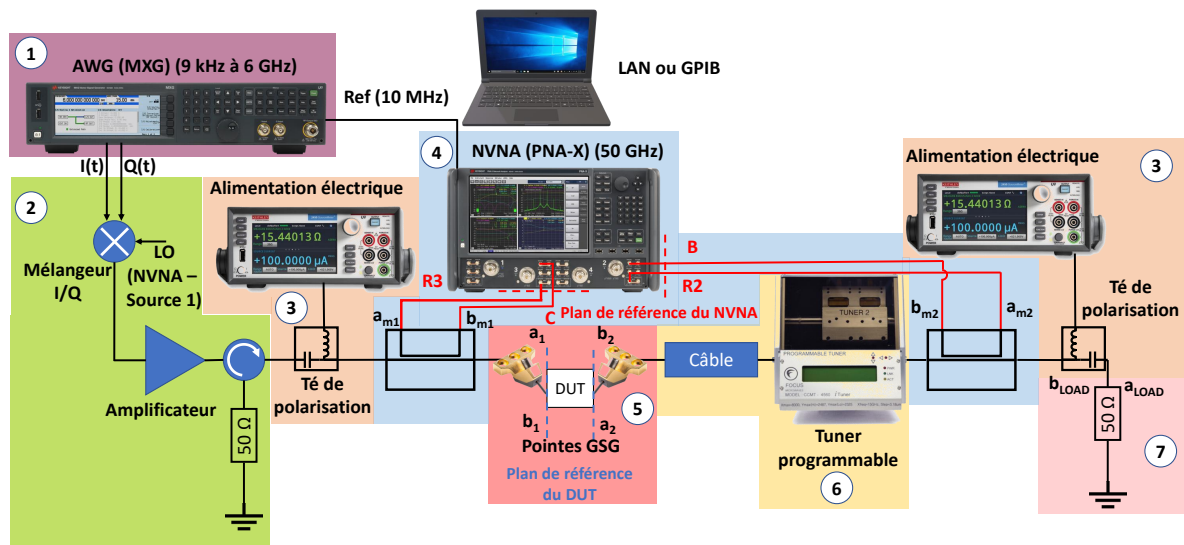 1
AWG (MXG) (9 kHz à 6 GHz)
LAN ou GPIB
Ref (10 MHz)
I(t)
Q(t)
4
NVNA (PNA-X) (50 GHz)
Alimentation électrique
3
+15.44013 Ω
+100.0000 µA
2
LO
(NVNA –
Source 1)
Mélangeur
I/Q
Alimentation électrique
+15.44013 Ω
+100.0000 µA
3
Té de
polarisation
Amplificateur
50 Ω
R3
C
B
R2
Plan de référence du NVNA
am1
bm1
a1
b2
DUT
b1
a2
Pointes GSG
5
Plan de référence
du DUT
Câble
TUNER 2
PROGRAMMABLE TUNER
FOCUS
Tuner
programmable
6
bm2
am2
Té de
polarisation
bLOAD
aLOAD
50 Ω
7